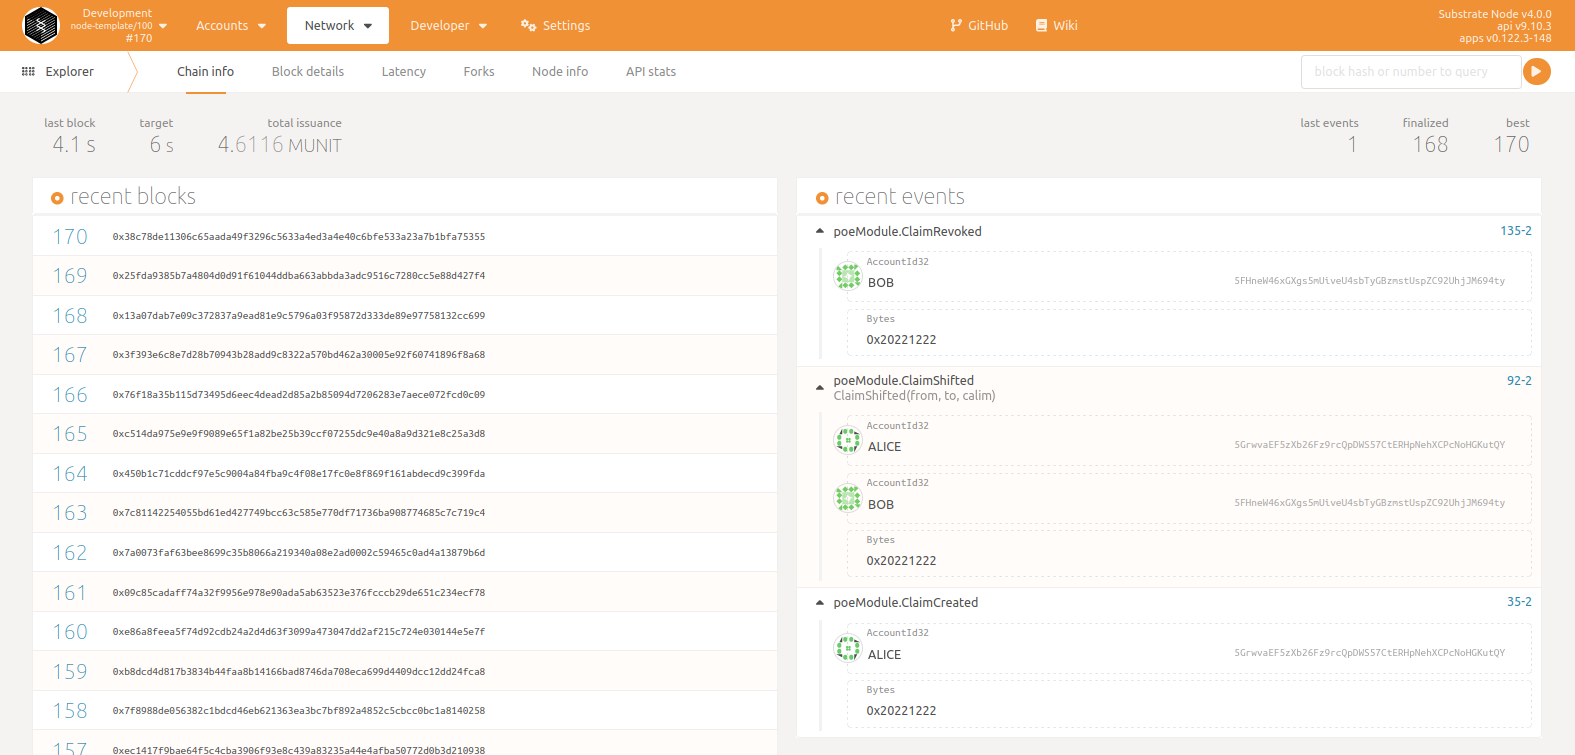 Development
node-template/100
#170
Accounts
Network
Developer
Settings
GitHub
Wiki
Substrate Node v4.0.0
api v9.10.3
apps v0.122.3-148
Explorer
Chain info
Block details
Latency
Forks
Node info
API stats
block hash or number to query
last block
4.1 s
target
6 s
total issuance
4.6116 MUNIT
last events
1
finalized
168
best
170
recent blocks
170 0x38c78de11306c65aada49f3296c5633a4ed3a4e40c6bfe533a23a7b1bfa75355
169 0x25fda9385b7a4804d0d91f61044ddba663abbda3adc9516c7280cc5e88d427f4
168 0x13a07dab7e09c372837a9ead81e9c5796a03f95872d333de89e97758132cc699
167 0x3f393e6c8e7d28b70943b28add9c8322a570bd462a30005e92f60741896f8a68
166 0x76f18a35b115d73495d6eec4dead2d85a2b85094d7206283e7aece072fcd0c09
165 0xc514da975e9e9f9089e65f1a82be25b39ccf07255dc9e40a8a9d321e8c25a3d8
164 0x450b1c71cddcf97e5c9004a84fba9c4f08e17fc0e8f869f161abdecd9c399fda
163 0x7c81142254055bd61ed427749bcc63c585e770df71736ba908774685c7c719c4
162 0x7a0073faf63bee8699c35b8066a219340a08e2ad0002c59465c0ad4a13879b6d
161 0x09c85cadaff74a32f9956e978e90ada5ab63523e376fcccb29de651c234ecf78
160 0xe86a8feea5f74d92cdb24a2d4d63f3099a473047dd2af215c724e030144e5e7f
159 0xb8dcd4d817b3834b44faa8b14166bad8746da708eca699d4409dcc12dd24fca8
158 0x7f8988de056382c1bdcd46eb621363ea3bc7bf892a4852c5cbcc0bc1a8140258
157 0xec1417f9bae64f5c4cba3906f93e8c439a83235a44e4afba50772d0b3d210938
recent events
poeModule.ClaimRevoked 135-2
AccountId32
BOB 5FHneW46xGXgs5mUiveU4sbTyGBzmstUspZC92UhjJM694ty
Bytes
0x20221222
poeModule.ClaimShifted 92-2
ClaimShifted(from, to, calim)
AccountId32
ALICE 5GrwvaEF5zXb26Fz9rcQpDWS57CtERHpNehXCPcNoHGKutQY
AccountId32
BOB 5FHneW46xGXgs5mUiveU4sbTyGBzmstUspZC92UhjJM694ty
Bytes
0x20221222
poeModule.ClaimCreated 35-2
AccountId32
ALICE 5GrwvaEF5zXb26Fz9rcQpDWS57CtERHpNehXCPcNoHGKutQY
Bytes
0x20221222